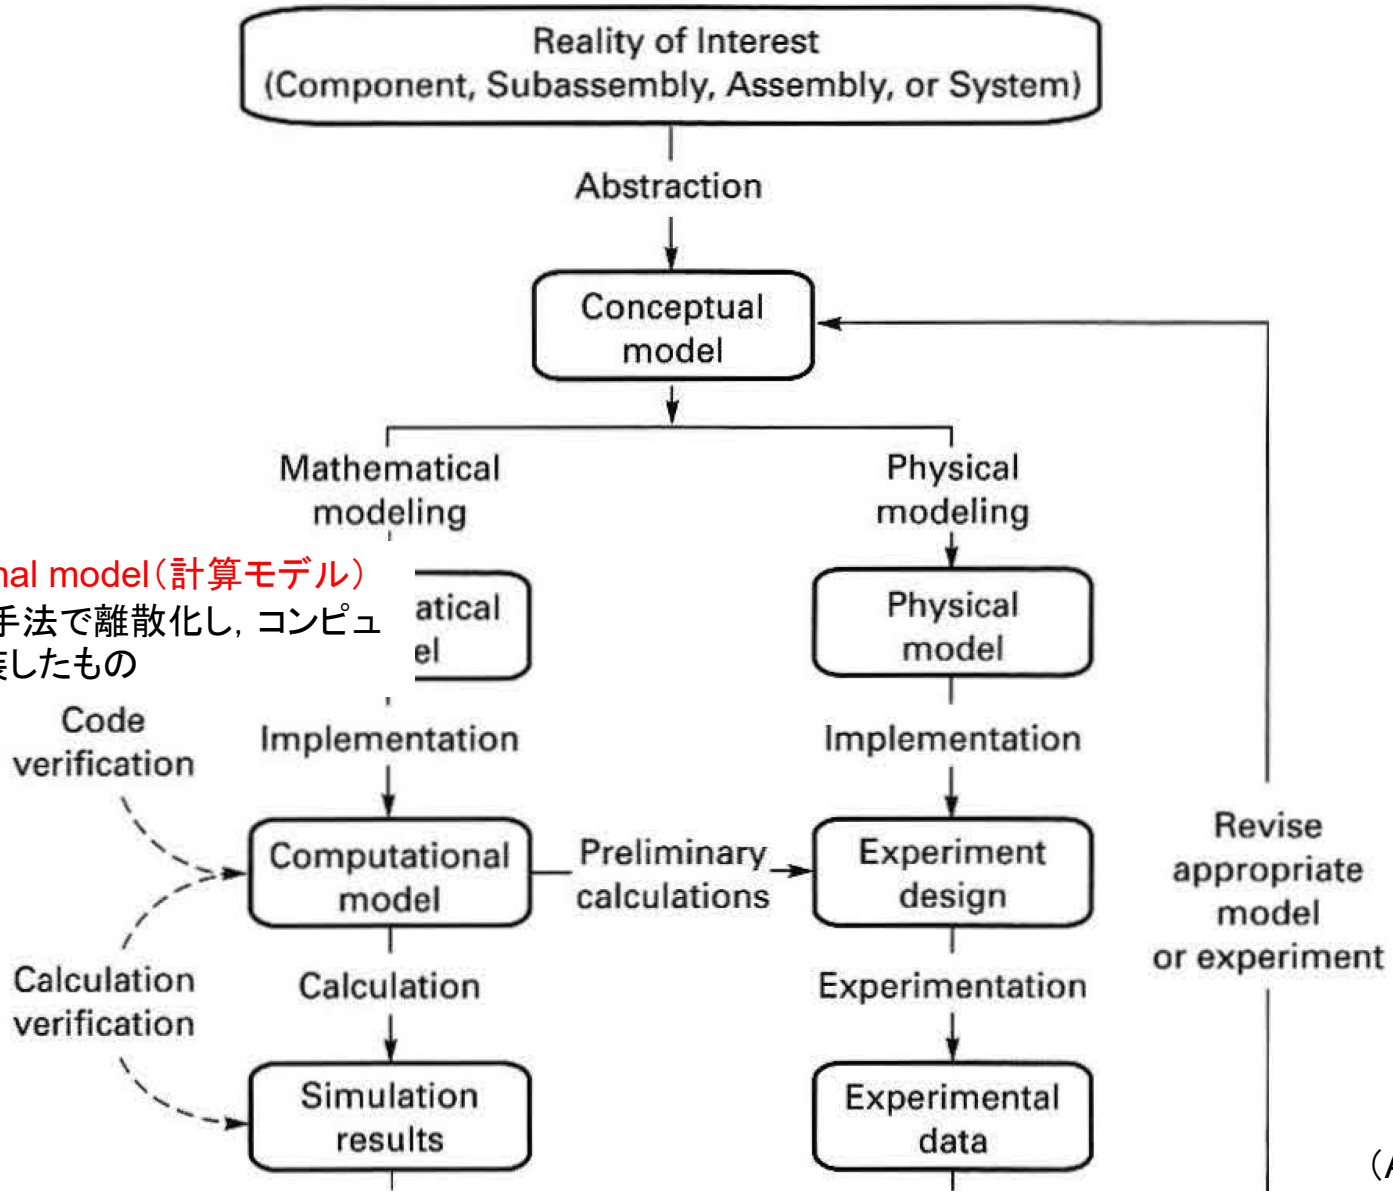 Reality of Interest
(Component, Subassembly, Assembly, or System)
Abstraction
Conceptual
model
Mathematical
modeling
Physical
modeling
nal model(計算モデル)
手法で離散化し, コンピュ
したもの
atical
el
Physical
model
Code
verification
Implementation
Implementation
Computational
model
Preliminary
calculations
Experiment
design
Revise
appropriate
model
or experiment
Calculation
verification
Calculation
Experimentation
Simulation
results
Experimental
data
(A